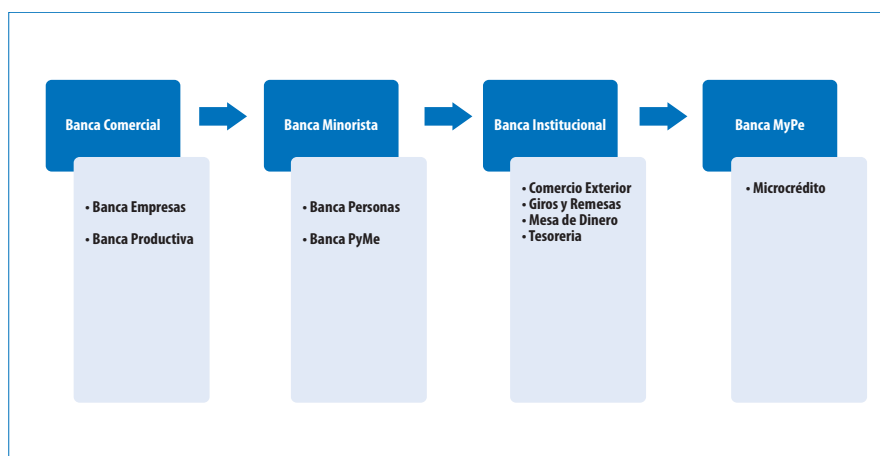 Banca Comercial
• Banca Empresas
• Banca Productiva
Banca Minorista
• Banca Personas
• Banca PyMe
Banca Institucional
• Comercio Exterior
• Giros y Remesas
• Mesa de Dinero
• Tesoreria
Banca MyPe
• Microcrédito